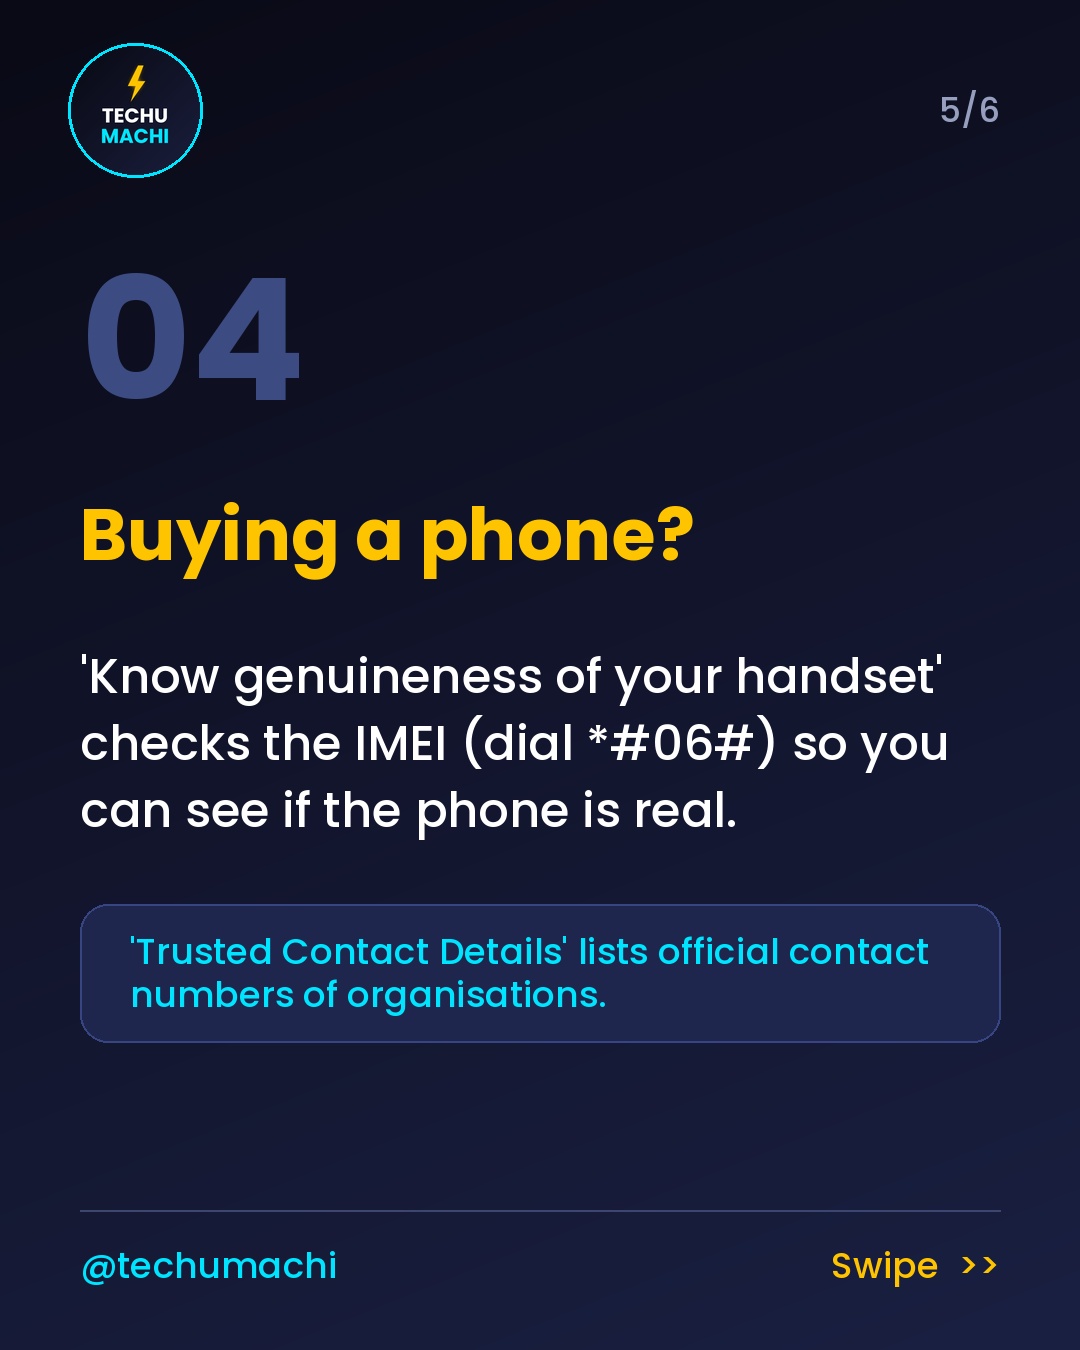 TECHU
MACHI
5/6
04
Buying a phone?
'Know genuineness of your handset'
checks the IMEI (dial *#06#) so you
can see if the phone is real.
'Trusted Contact Details' lists official contact
numbers of organisations.
@techumachi
Swipe >>